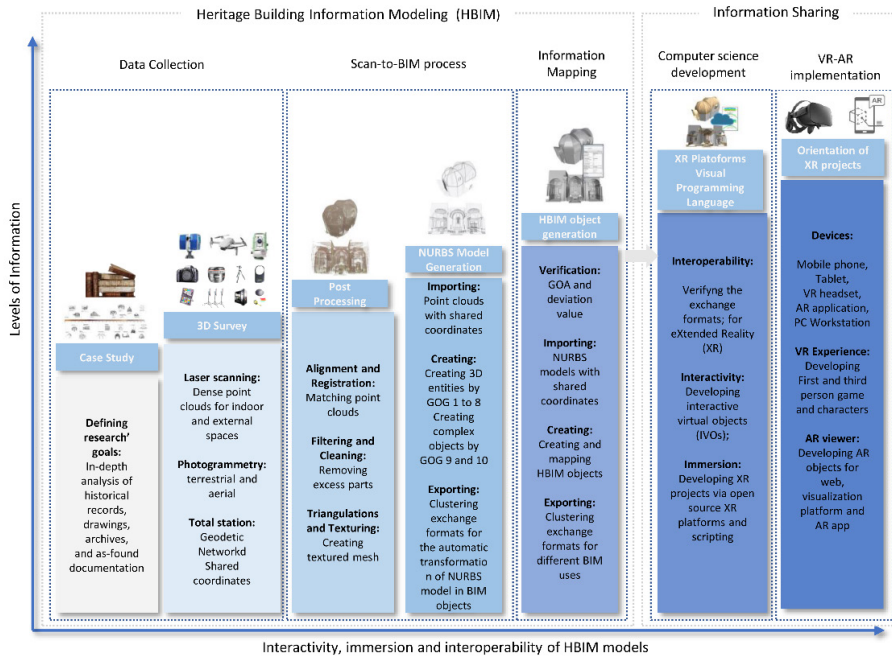 Heritage Building Information Modeling (HBIM)
Information Sharing
Data Collection
Scan-to-BIM process
Information
Mapping
Computer science
development
VR-AR
implementation
Levels of Information
Case Study
Defining
research'
goals:
In-depth
analysis of
historical
records,
drawings,
archives,
and as-found
documentation
3D Survey
Laser scanning:
Dense point
clouds for indoor
and external
spaces
Photogrammetry:
terrestrial and
aerial
Total station:
Geodetic
Networkd
Shared
coordinates
Post
Processing
Alignment and
Registration:
Matching point
clouds
Filtering and
Cleaning:
Removing
excess parts
Triangulations
and Texturing:
Creating
textured mesh
NURBS Model
Generation
Importing:
Point clouds
with shared
coordinates
Creating:
Creating 3D
entities by
GOG 1 to 8
Creating
complex
objects by
GOG 9 and 10
Exporting:
Clustering
exchange
formats for
the automatic
transformatio
n of NURBS
model in BIM
objects
HBIM object
generation
Verification:
GOA and
deviation
value
Importing:
NURBS
models with
shared
coordinates
Creating:
Creating and
mapping
HBIM objects
Exporting:
Clustering
exchange
formats for
different BIM
uses
XR Platoforms
Visual
Programming
Language
Interoperability:
Verifyng the
exchange
formats; for
eXtended Reality
(XR)
Interactivity:
Developing
interactive
virtual objects
(IVOs);
Immersion:
Developing XR
projects via open
source XR
platforms and
scripting
AR
Orientation of
XR projects
Devices:
Mobile phone,
Tablet,
VR headset,
AR application,
PC Workstation
VR Experience:
Developing
First and third
person game
and characters
AR viewer:
Developing AR
objects for
web,
visualization
platform and
AR app
Interactivity, immersion and interoperability of HBIM models